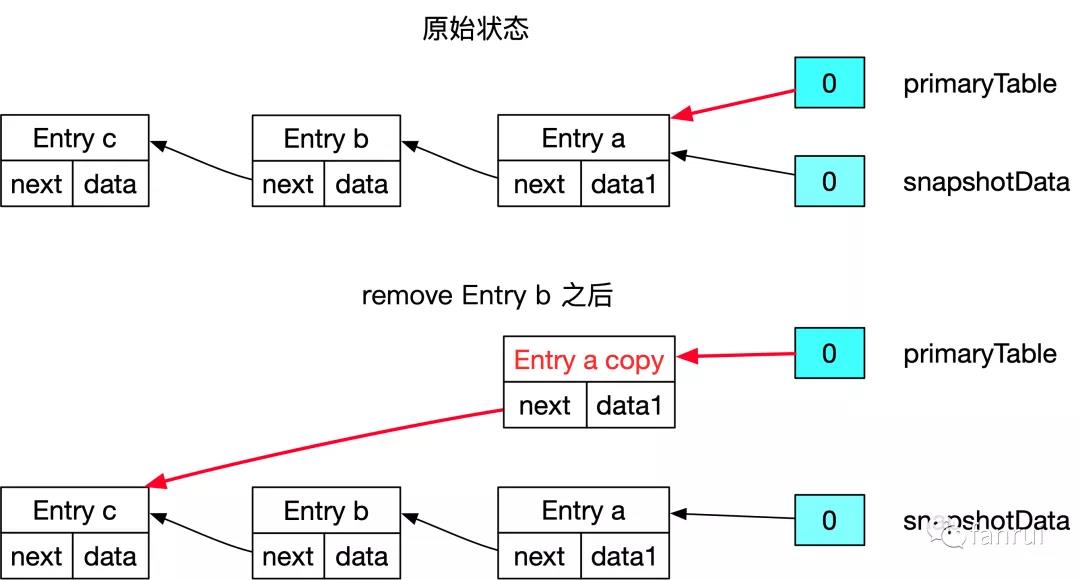 原始状态
0 primaryTable
Entry c Entry b Entry a
next data next data next data1
0 snapshotData
remove Entry b 之后
Entry a copy 0 primaryTable
next data1
Entry c Entry b Entry a
next data next data next data1
0 snapshotData
fanrui